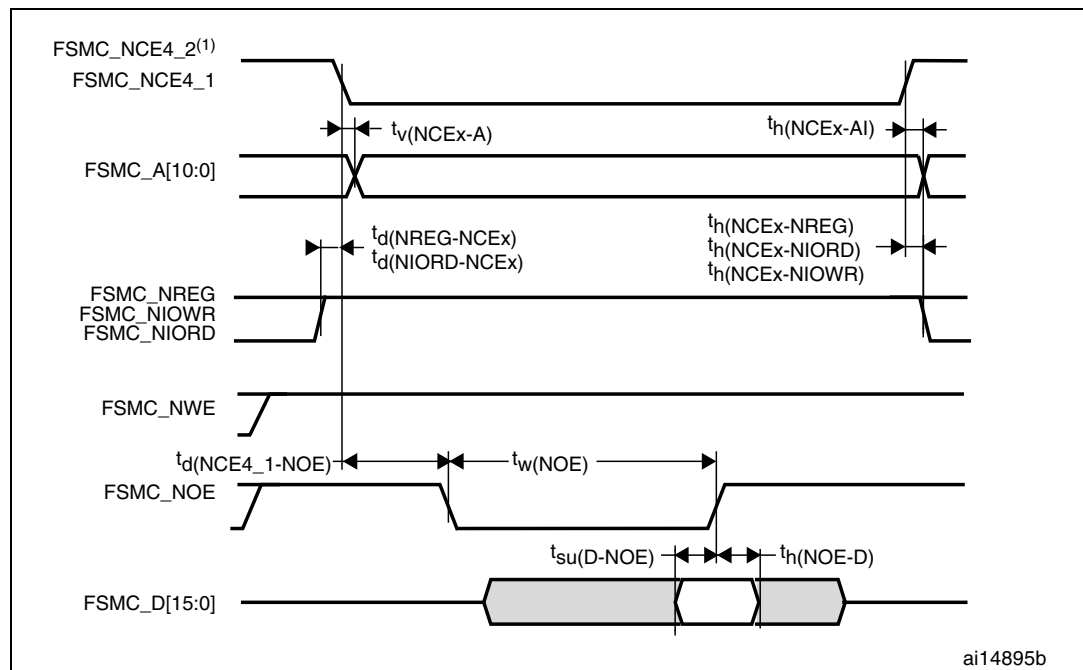 FSMC_NCE4_2(1)
FSMC_NCE4_1
tv(NCEx-A)
th(NCEx-AI)
FSMC_A[10:0]
td(NREG-NCEx)
td(NIORD-NCEx)
th(NCEx-NREG)
th(NCEx-NIORD)
th(NCEx-NIOWR)
FSMC_NREG
FSMC_NIOWR
FSMC_NIORD
FSMC_NWE
td(NCE4_1-NOE)
tw(NOE)
FSMC_NOE
tsu(D-NOE)
th(NOE-D)
FSMC_D[15:0]
ai14895b